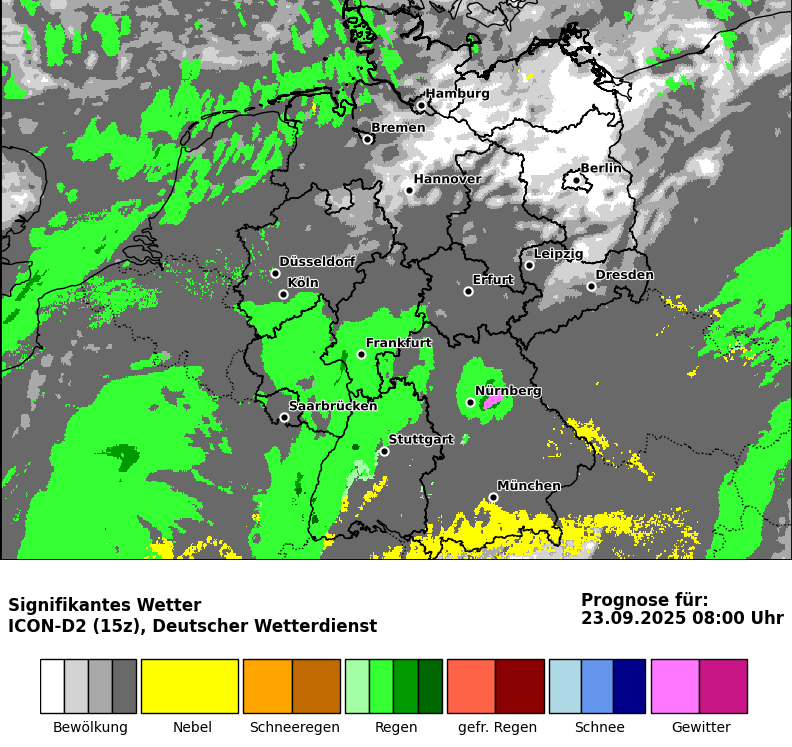 Hamburg
Bremen
Berlin
Hannover
Leipzig
Düsseldorf
Dresden
Köln
Erfurt
Frankfurt
Nürnberg
Saarbrücken
Stuttgart
München
Signifikantes Wetter
ICON-D2 (15z), Deutscher Wetterdienst
Prognose für:
23.09.2025 08:00 Uhr
Bewölkung Nebel Schneeregen Regen gefr. Regen Schnee Gewitter